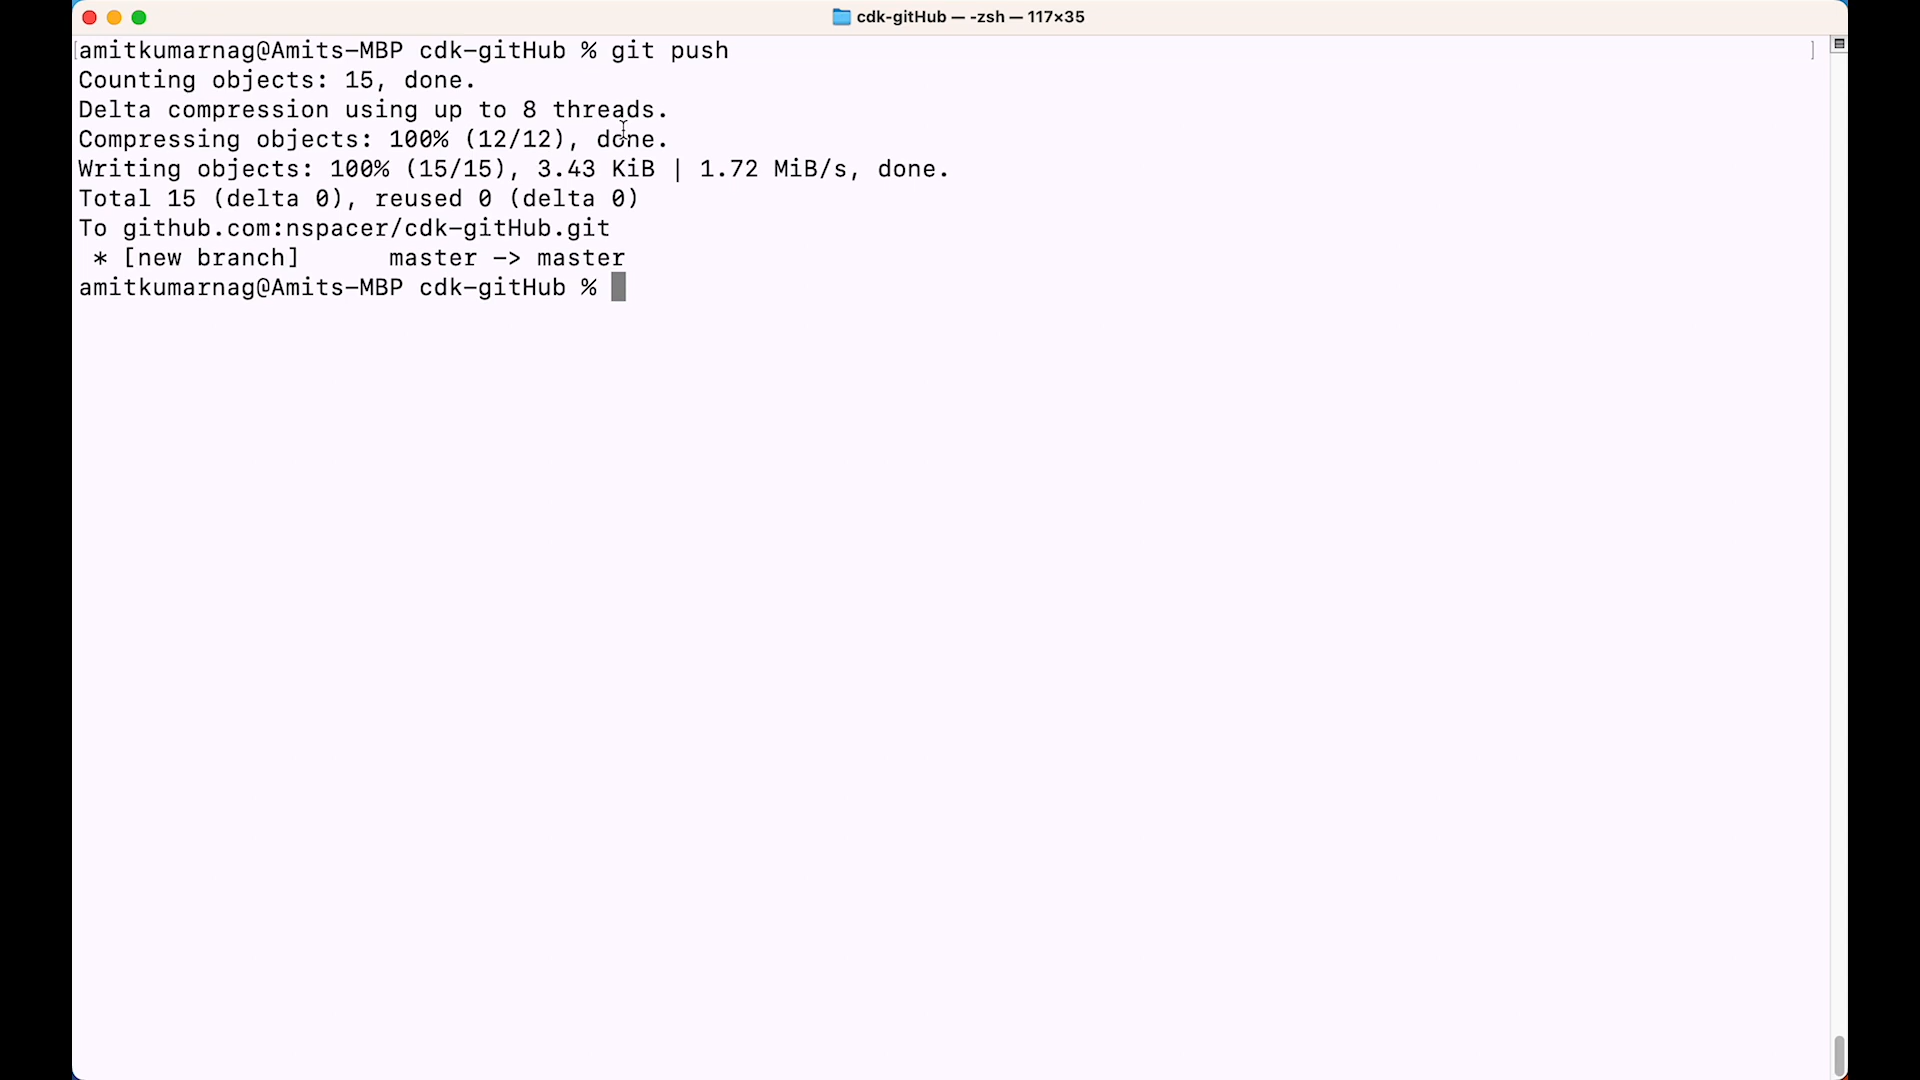 cdk-gitHub — -zsh — 117×35
[amitkumarnag@Amits-MBP cdk-gitHub % git push ]
Counting objects: 15, done.
Delta compression using up to 8 threads.
Compressing objects: 100% (12/12), done.
Writing objects: 100% (15/15), 3.43 KiB | 1.72 MiB/s, done.
Total 15 (delta 0), reused 0 (delta 0)
To github.com:nspacer/cdk-gitHub.git
 * [new branch]      master -> master
amitkumarnag@Amits-MBP cdk-gitHub %